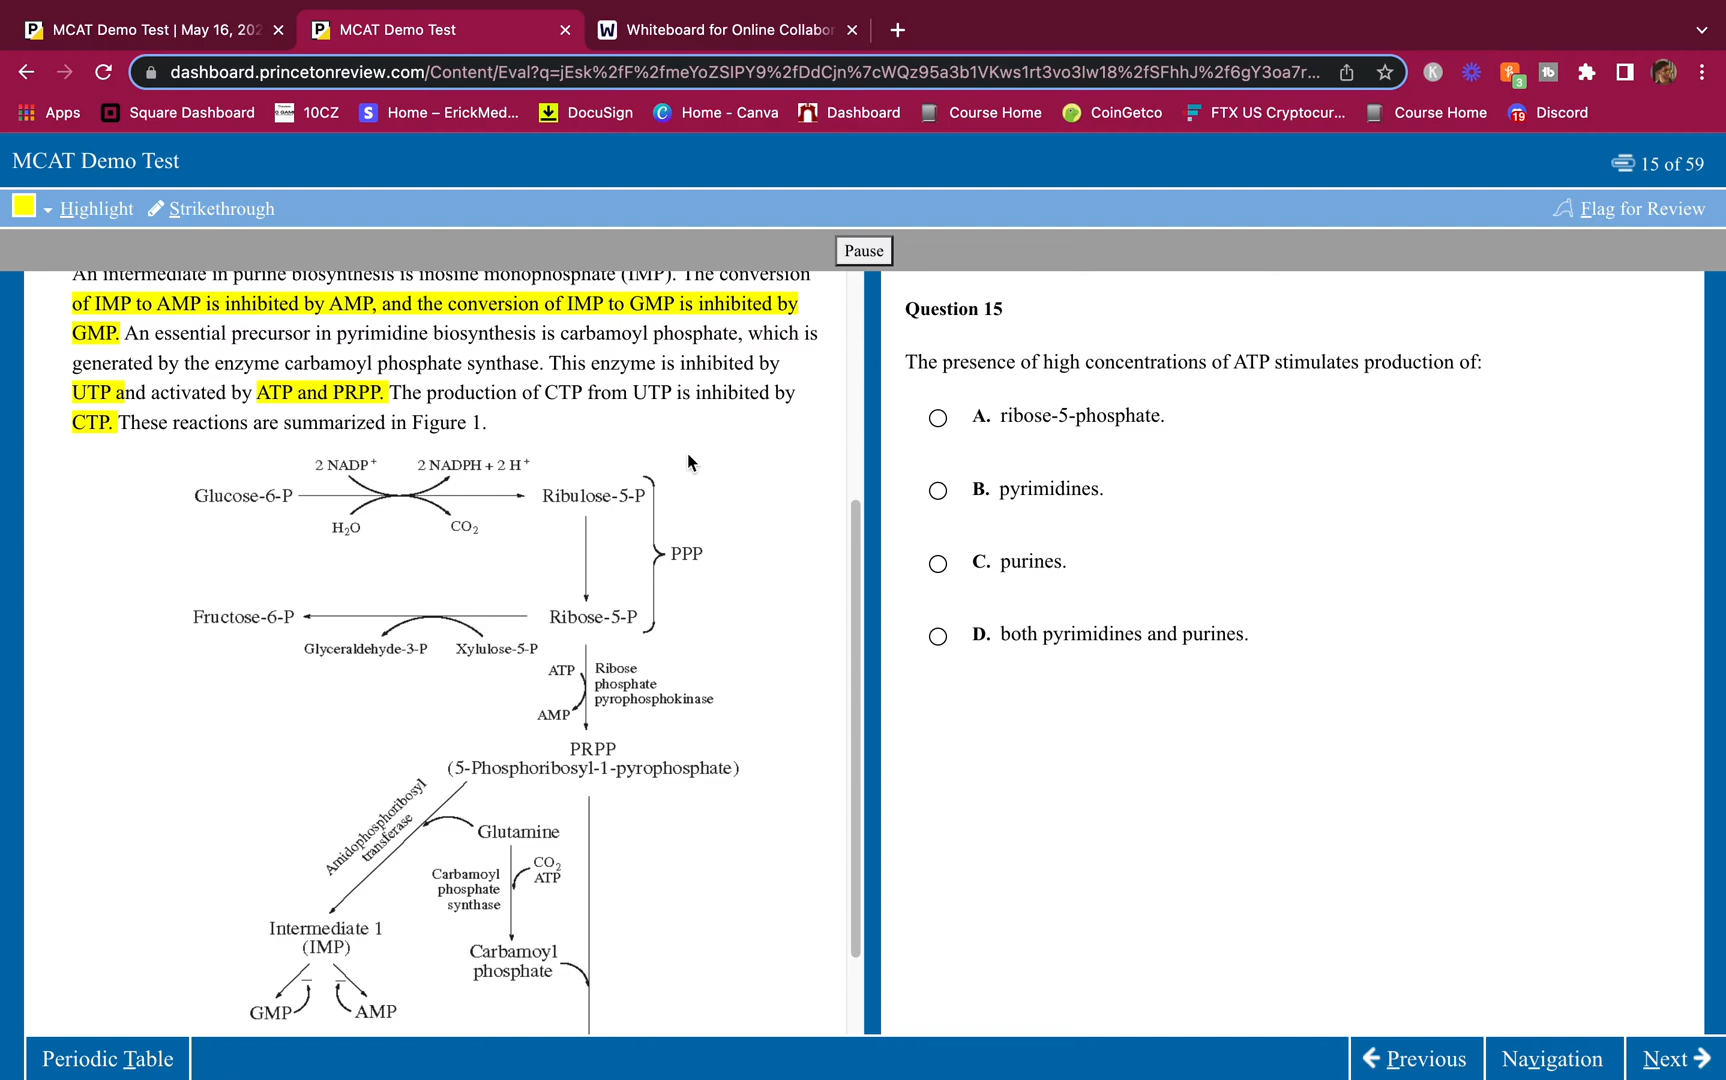 MCAT Demo Test | May 16, 202
MCAT Demo Test
Whiteboard for Online Collabor
dashboard.princetonreview.com/Content/Eval?q=jEsk%2fF%2fmeYoZSIPY9%2fDdCjn%7cWQz95a3b1VKws1rt3vo3lw18%2fSFhhJ%2f6gY3oa7r...
Apps Square Dashboard 10CZ Home – ErickMed... DocuSign Home - Canva Dashboard Course Home CoinGetco FTX US Cryptocur... Course Home Discord
MCAT Demo Test
15 of 59
Highlight Strikethrough
Flag for Review
Pause
An intermediate in purine biosynthesis is inosine monophosphate (IMP). The conversion
of IMP to AMP is inhibited by AMP, and the conversion of IMP to GMP is inhibited by
GMP. An essential precursor in pyrimidine biosynthesis is carbamoyl phosphate, which is
generated by the enzyme carbamoyl phosphate synthase. This enzyme is inhibited by
UTP and activated by ATP and PRPP. The production of CTP from UTP is inhibited by
CTP. These reactions are summarized in Figure 1.
2 NADP+ 2 NADPH + 2 H+
Glucose-6-P Ribulose-5-P
H2O CO2
PPP
Fructose-6-P Ribose-5-P
Glyceraldehyde-3-P Xylulose-5-P
ATP
Ribose
phosphate
pyrophosphokinase
AMP
PRPP
(5-Phosphoribosyl-1-pyrophosphate)
Amidophosphoribosyl
transferase
Glutamine
CO2
ATP
Carbamoyl
phosphate
synthase
Intermediate 1
(IMP)
Carbamoyl
phosphate
GMP AMP
Question 15
The presence of high concentrations of ATP stimulates production of:
A. ribose-5-phosphate.
B. pyrimidines.
C. purines.
D. both pyrimidines and purines.
Periodic Table
Previous Navigation Next